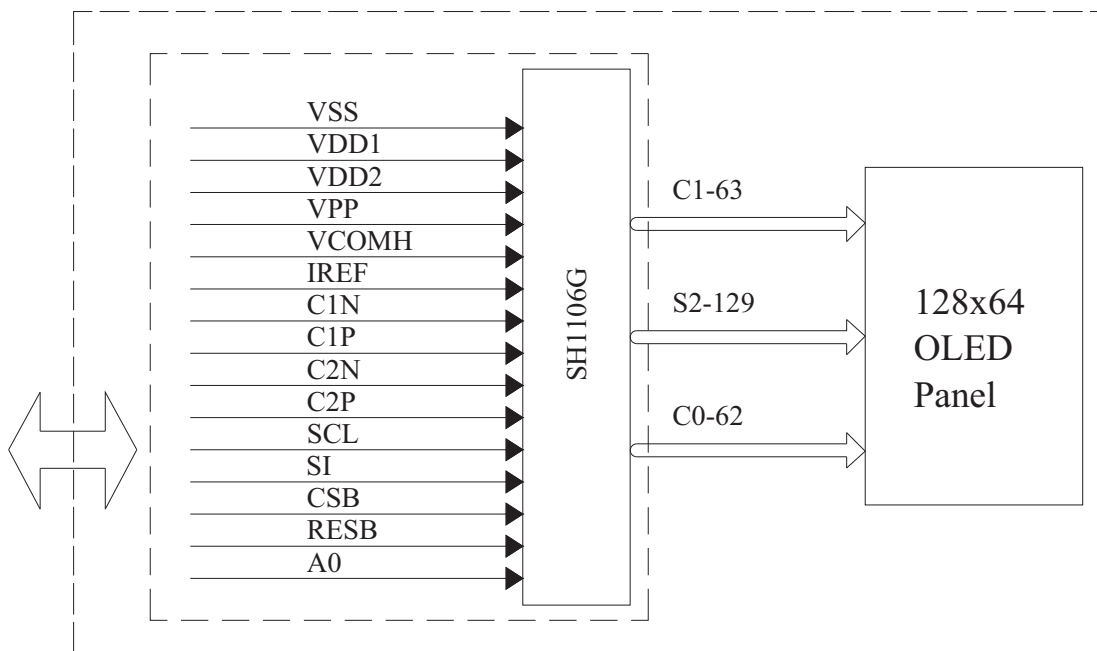 VSS
VDD1
VDD2
VPP
VCOMH
IREF
C1N
C1P
C2N
C2P
SCL
SI
CSB
RESB
A0
SH1106G
C1-63
S2-129
C0-62
128x64
OLED
Panel